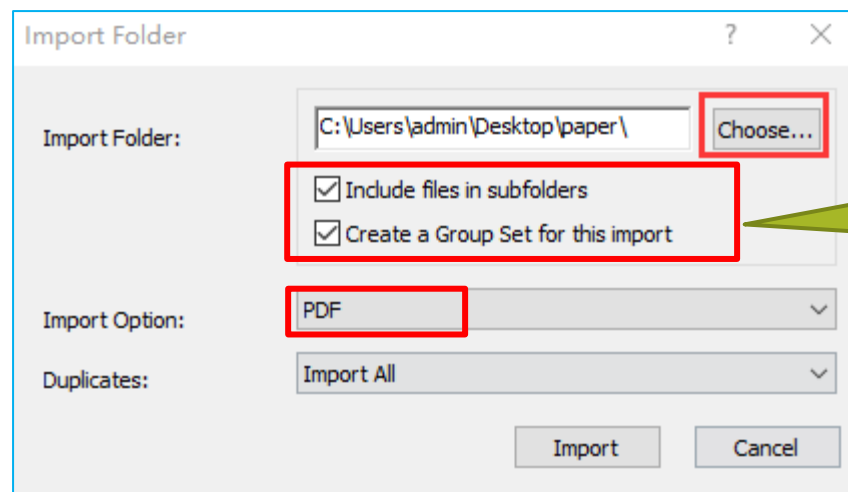 Import Folder
?
Import Folder:
C:\Users\admin\Desktop\paper\
Choose...
Include files in subfolders
Create a Group Set for this import
Import Option:
PDF
Duplicates:
Import All
Import
Cancel